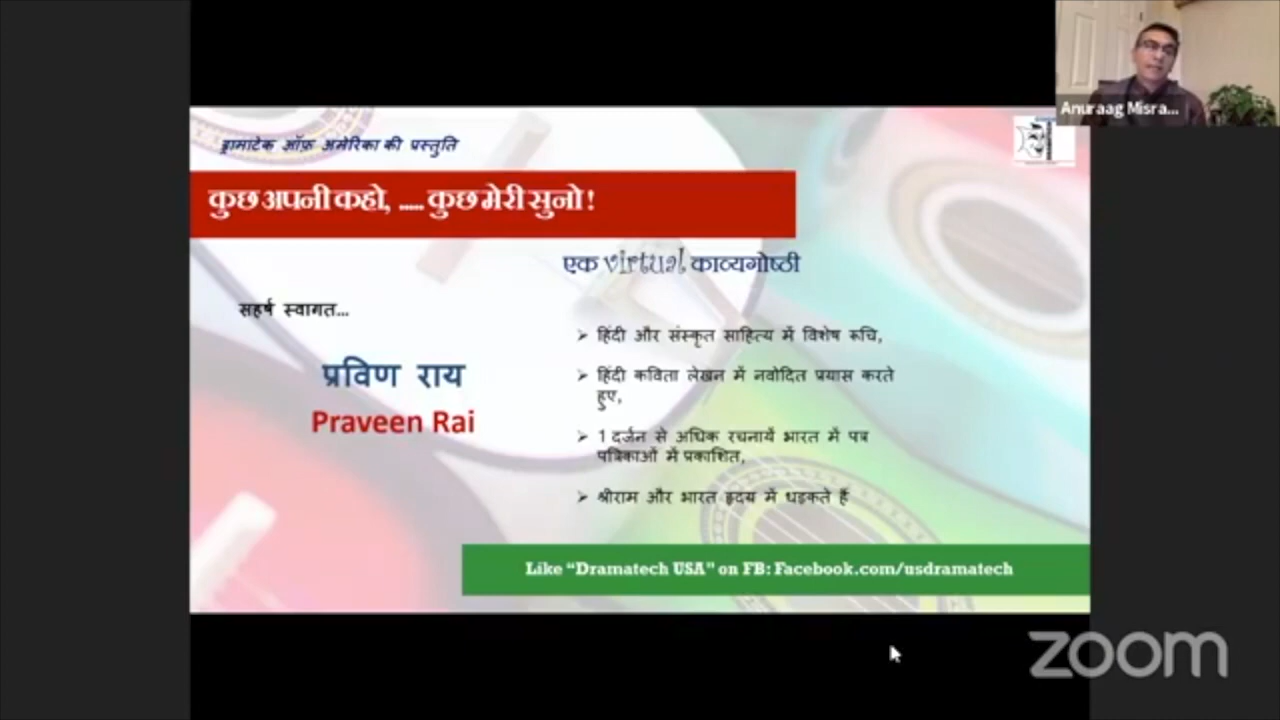 Anuraag Misra...
ड्रामाटेक ऑफ़ अमेरिका की प्रस्तुति
कुछ अपनी कहो, ..... कुछ मेरी सुनो !
एक virtual काव्यगोष्ठी
सहर्ष स्वागत...
प्रविण राय
Praveen Rai
➢ हिंदी और संस्कृत साहित्य में विशेष रूचि,
➢ हिंदी कविता लेखन में नवोदित प्रयास करते
हुए,
➢ 1 दर्जन से अधिक रचनायें भारत में पत्र
पत्रिकाओं में प्रकाशित,
➢ श्रीराम और भारत हृदय में धड़कते हैं
Like “Dramatech USA” on FB: Facebook.com/usdramatech
zoom